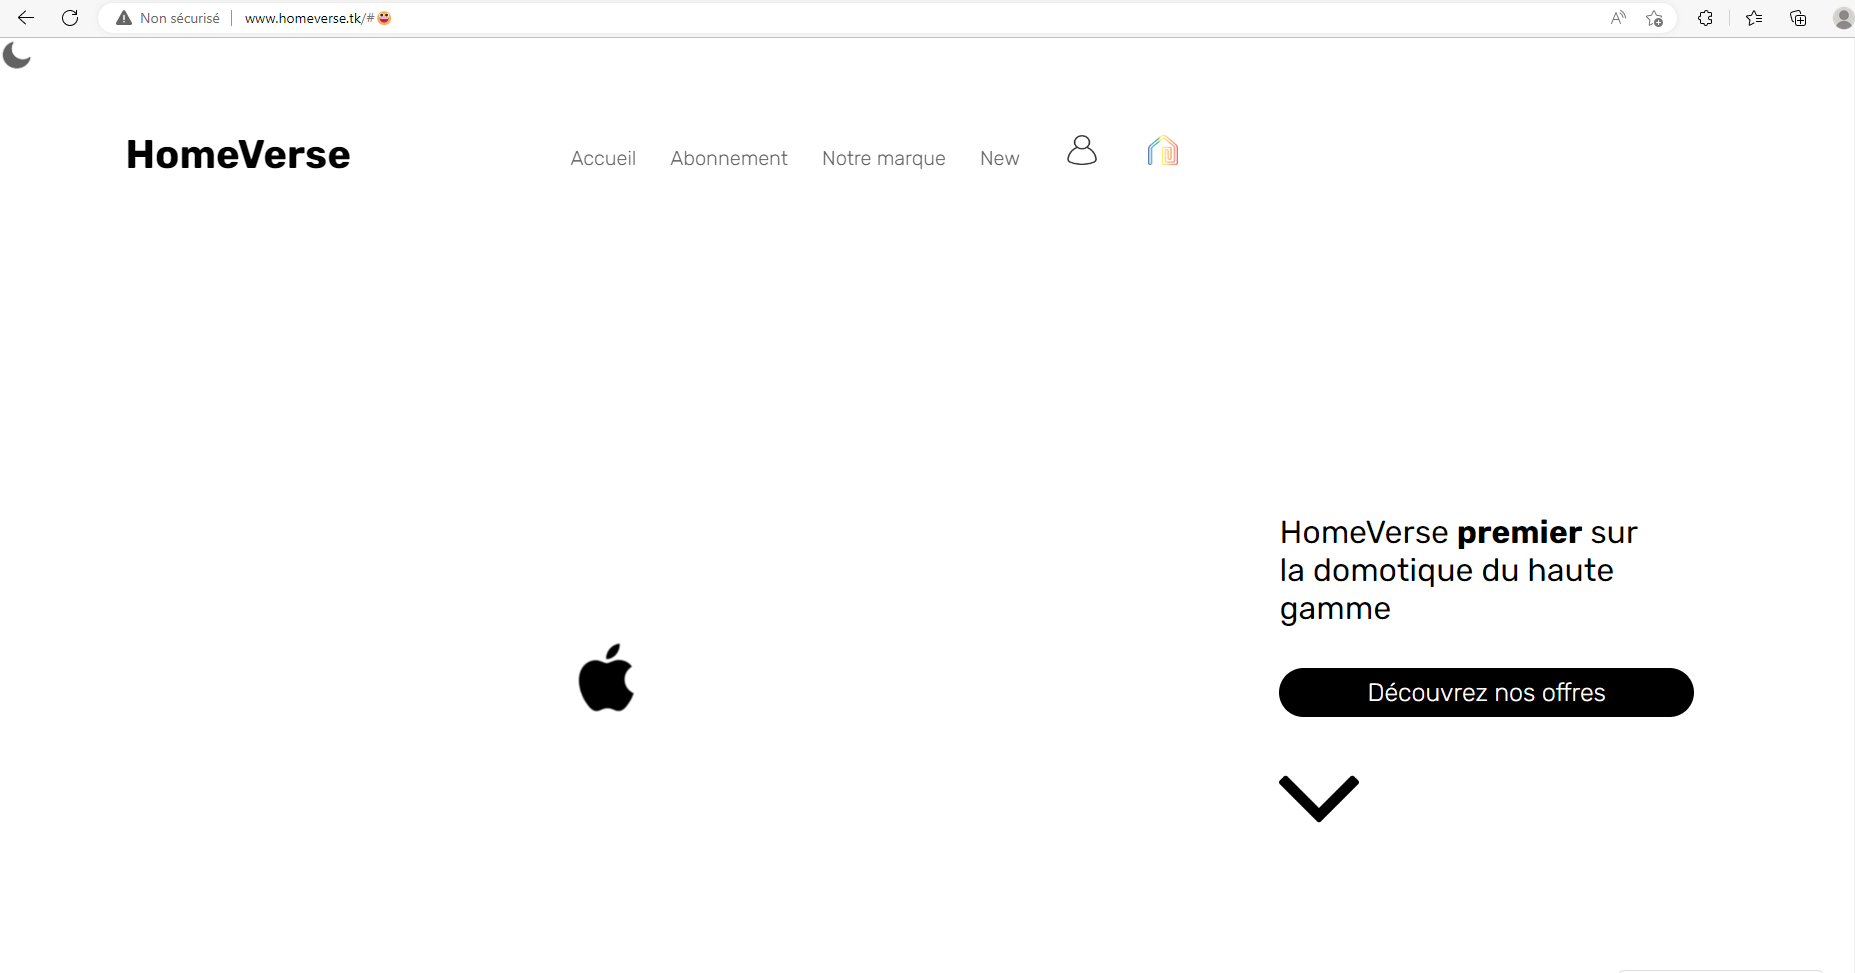 Non sécurisé www.homeverse.tk/#😀
HomeVerse
Accueil Abonnement Notre marque New
HomeVerse premier sur
la domotique du haute
gamme
Découvrez nos offres